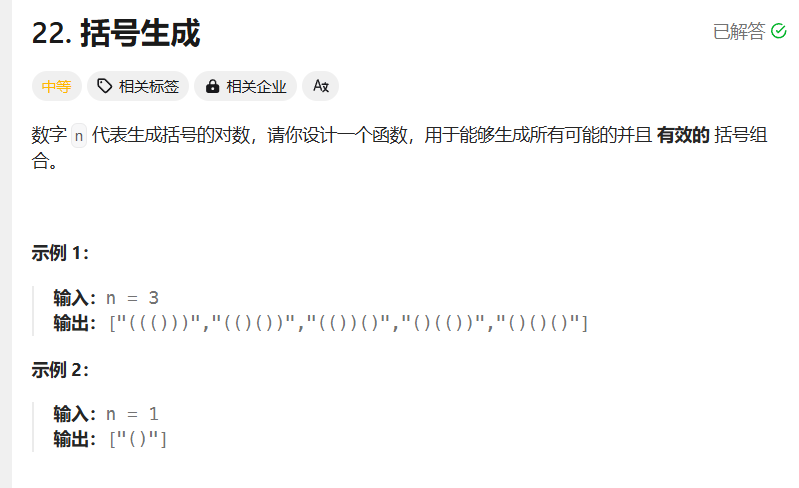 22. 括号生成
已解答
中等
相关标签
相关企业
A文
数字 n 代表生成括号的对数，请你设计一个函数，用于能够生成所有可能的并且 有效的 括号组
合。
示例 1：
输入：n = 3
输出：["((()))","(()())","(())()","()(())","()()()"]
示例 2：
输入：n = 1
输出：["()"]